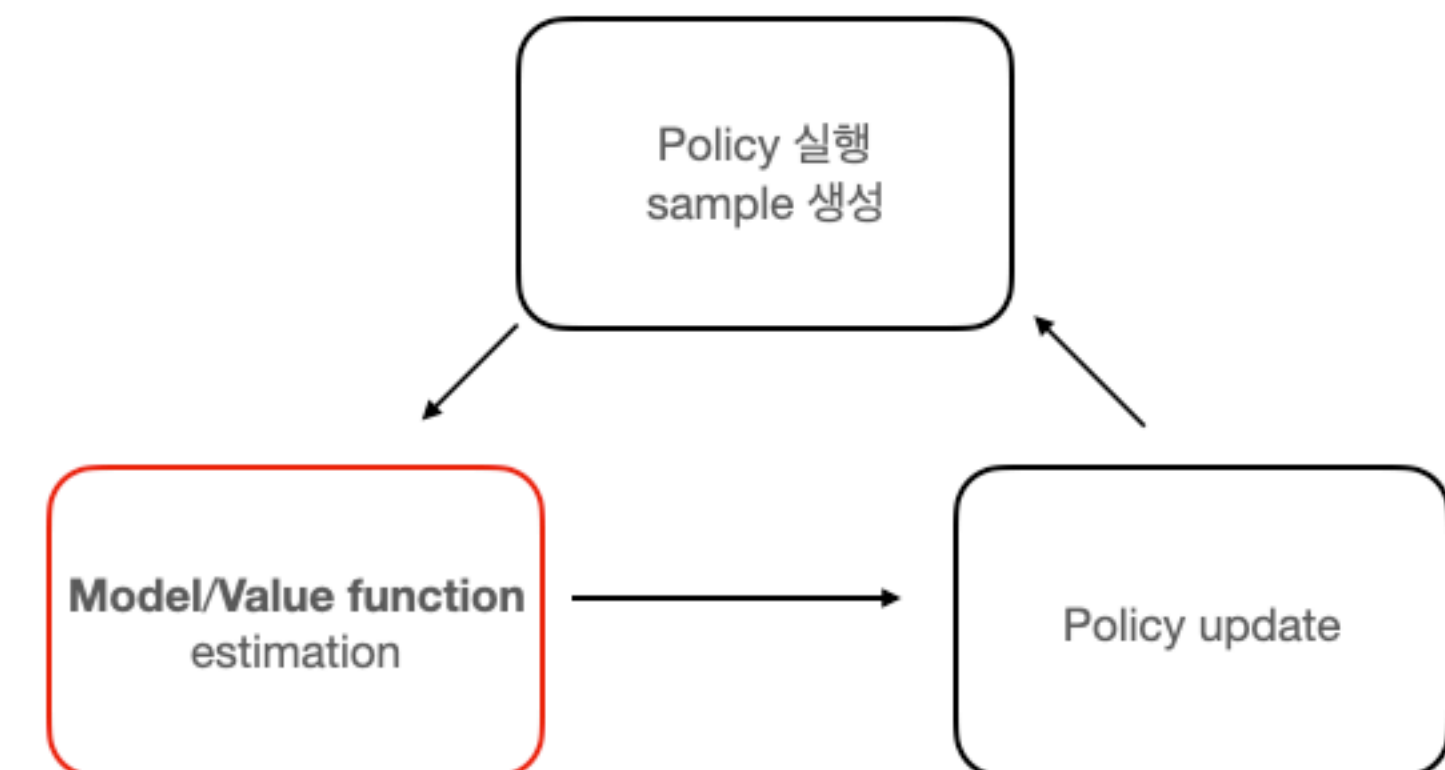 Policy 실행
sample 생성
Model/Value function
estimation
Policy update